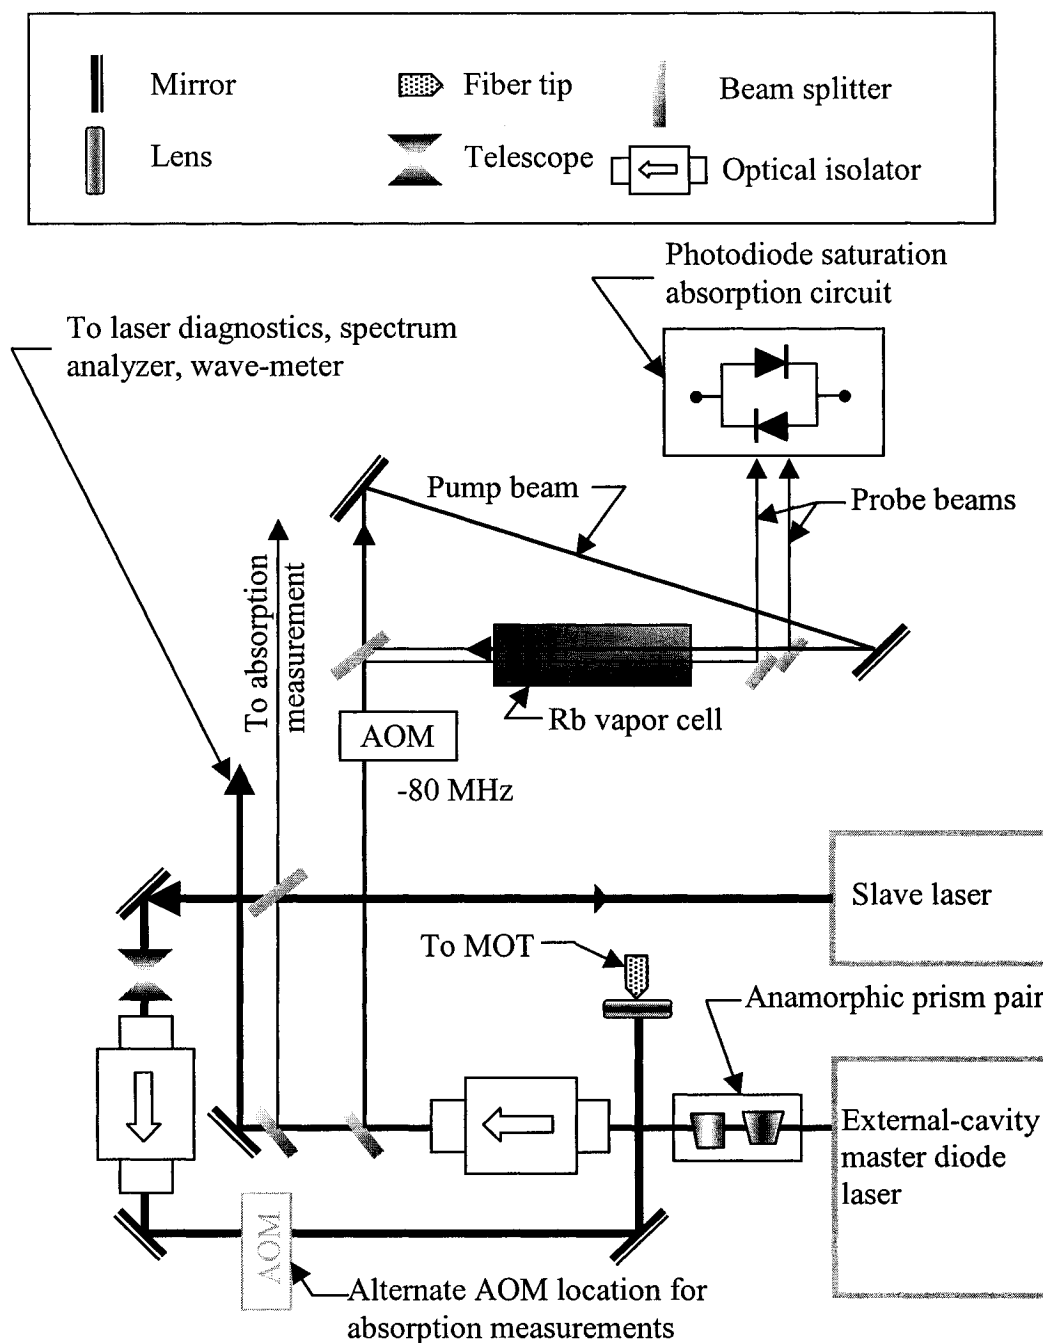 Mirror
Fiber tip
Beam splitter
Lens
Telescope
Optical isolator
Photodiode saturation
absorption circuit
To laser diagnostics, spectrum
analyzer, wave-meter
Pump beam
Probe beams
To absorption
measurement
Rb vapor cell
AOM
-80 MHz
Slave laser
To MOT
Anamorphic prism pair
External-cavity
master diode
laser
AOM
Alternate AOM location for
absorption measurements